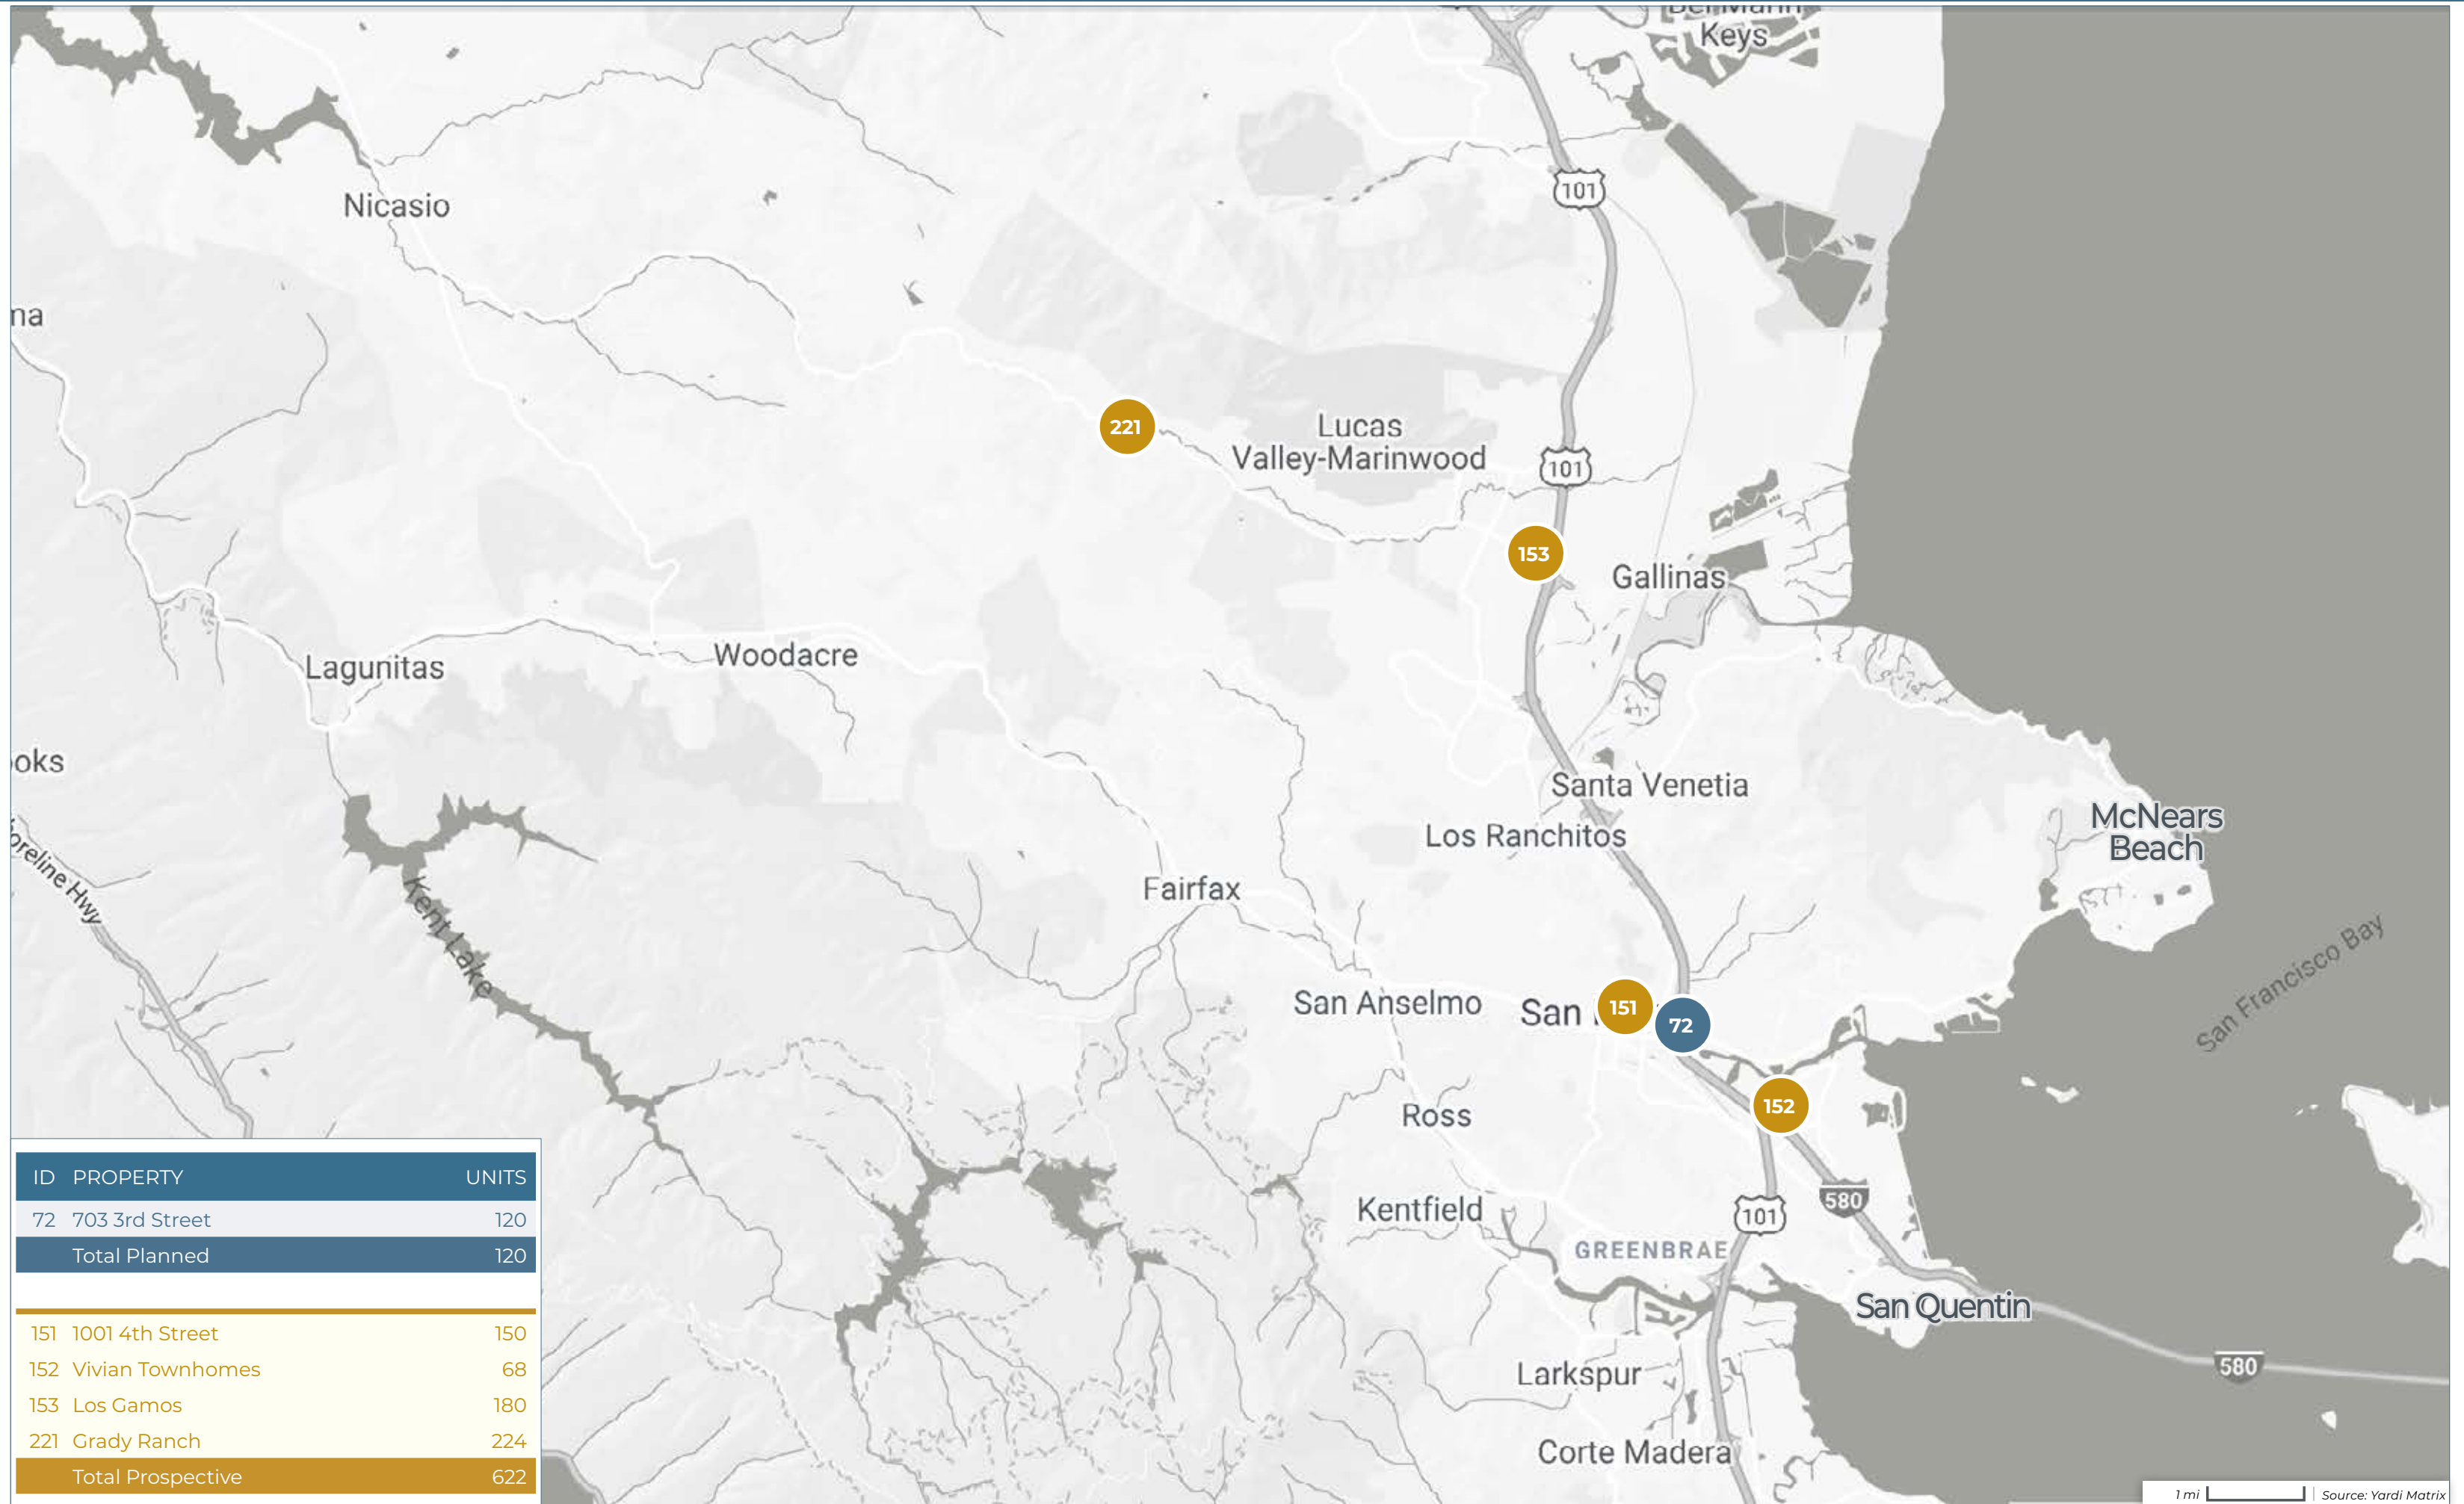 Keys
101
Nicasio
na
221
Lucas
Valley-Marinwood
101
153
Gallinas
Lagunitas
Woodacre
oks
Santa Venetia
Los Ranchitos
McNears
Beach
oreline Hwy
Kent Lake
Fairfax
San Francisco Bay
San Anselmo
San
151
72
152
Ross
Kentfield
580
101
GREENBRAE
San Quentin
580
Larkspur
Corte Madera
ID PROPERTY UNITS
72 703 3rd Street 120
Total Planned 120
151 1001 4th Street 150
152 Vivian Townhomes 68
153 Los Gamos 180
221 Grady Ranch 224
Total Prospective 622
1 mi
Source: Yardi Matrix